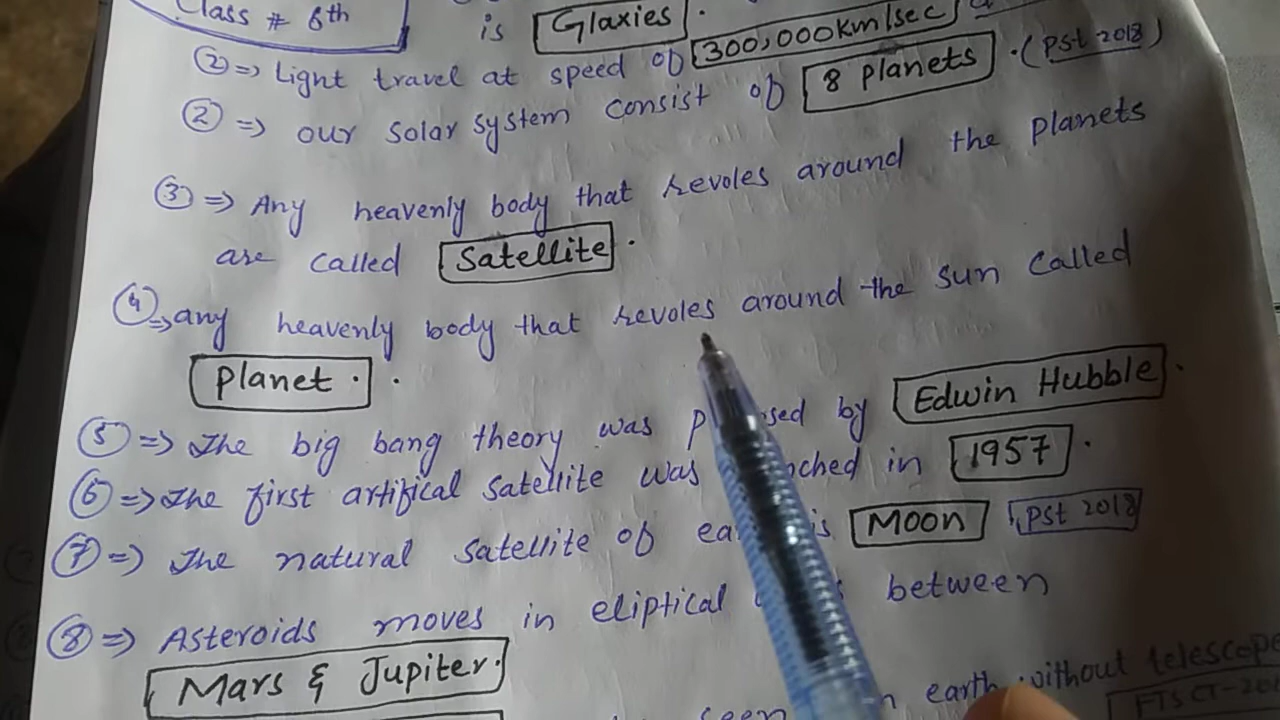 Class # 6th
is Glaxies.
② => Light travel at speed of 300,000km/sec
② => our solar system consist of 8 planets. (PST 2018)
③ => Any heavenly body that revoles around the planets
are called Satellite.
④ => any heavenly body that revoles around the sun called
planet. .
⑤ => The big bang theory was by Edwin Hubble.
⑥ => The first artifical satellite was in 1957.
⑦ => The natural satellite of is Moon PST 2018
⑧ => Asteroids moves in eliptical between
Mars & Jupiter.
seen earth without telescope